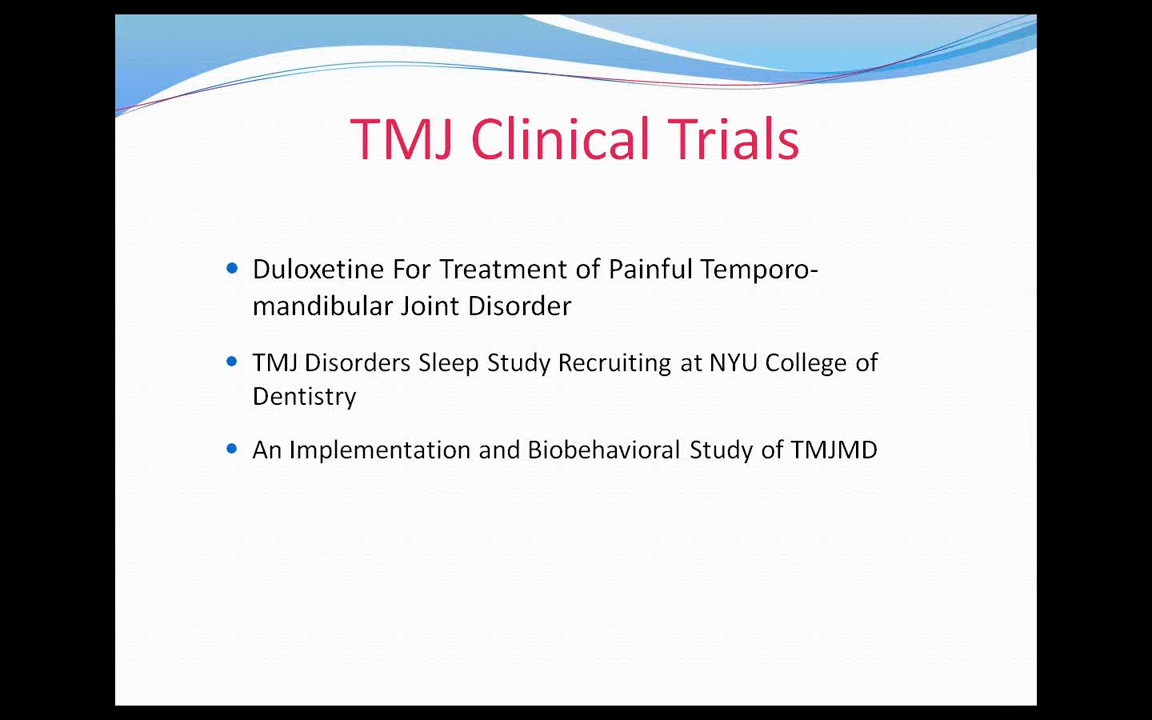 TMJ Clinical Trials
Duloxetine For Treatment of Painful Temporo-
mandibular Joint Disorder
TMJ Disorders Sleep Study Recruiting at NYU College of
Dentistry
An Implementation and Biobehavioral Study of TMJMD